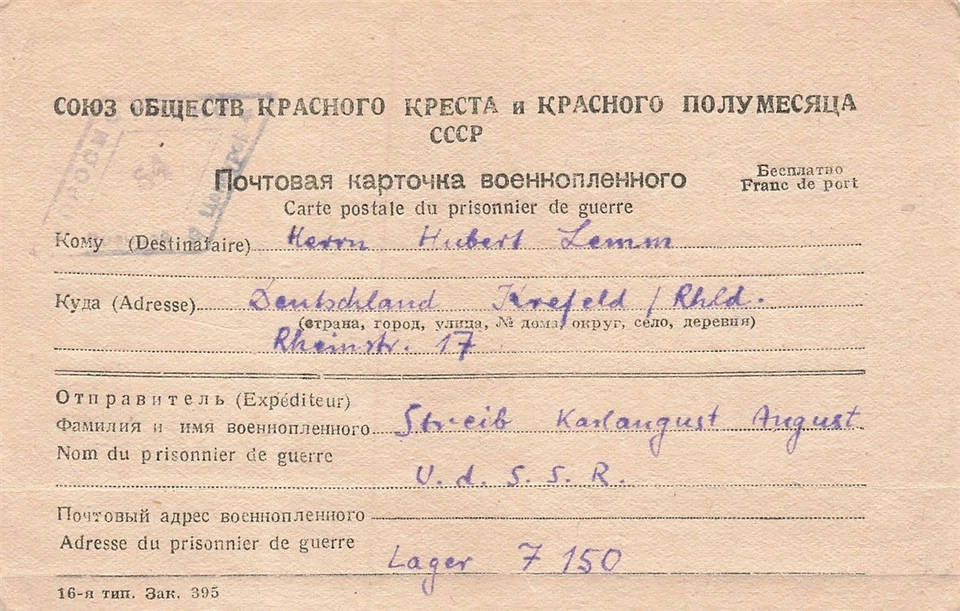 СОЮЗ ОБЩЕСТВ КРАСНОГО КРЕСТА и КРАСНОГО ПОЛУМЕСЯЦА
СССР
Почтовая карточка военнопленного
Бесплатно
Franc de port
Carte postale du prisonnier de guerre
Кому (Destinataire) Herrn Hubert Lemm
Куда (Adresse) Deutschland Krefeld / Rhld.
(страна, город, улица, № дома, округ, село, деревня)
Rheinstr. 17
Отправитель (Expéditeur)
Фамилия и имя военнопленного Streib Karlaugust August
Nom du prisonnier de guerre
U. d. S. S. R.
Почтовый адрес военнопленного
Adresse du prisonnier de guerre
Lager 7 150
16-я тип. Зак. 395